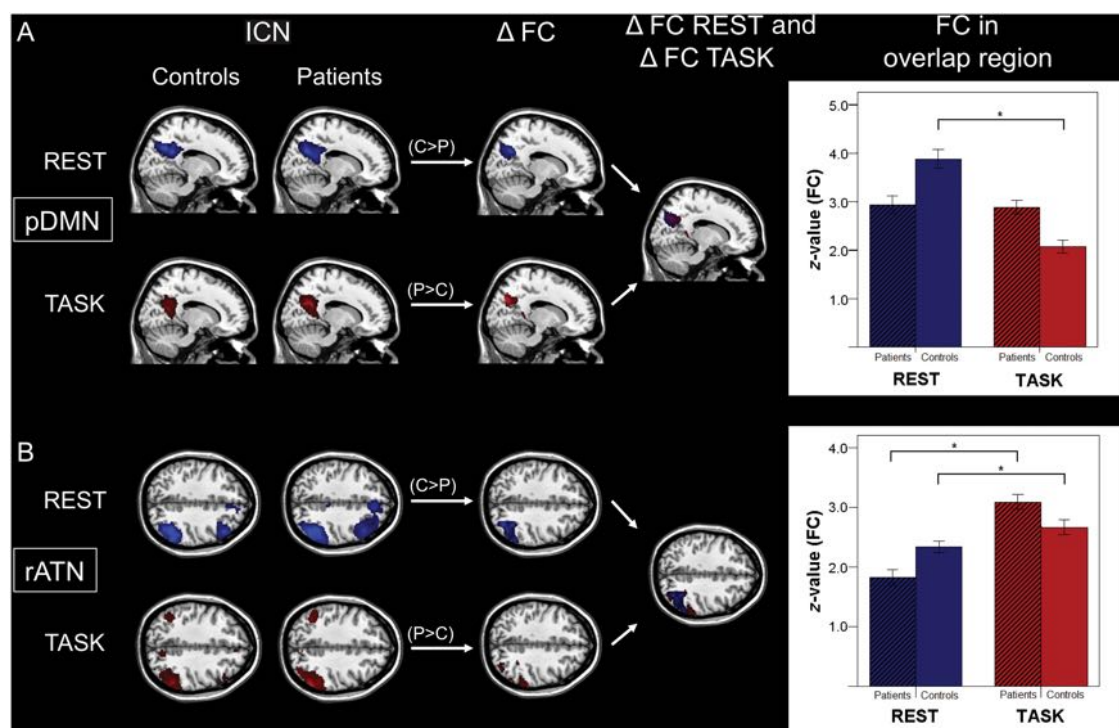 A
ICN
Δ FC
Δ FC REST and
Δ FC TASK
FC in
overlap region
Controls
Patients
REST
(C>P)
pDMN
TASK
(P>C)
5.0
4.0
3.0
2.0
1.0
z-value (FC)
*
Patients Controls Patients Controls
REST TASK
B
REST
(C>P)
rATN
TASK
(P>C)
4.0
3.0
2.0
1.0
z-value (FC)
*
*
Patients Controls Patients Controls
REST TASK